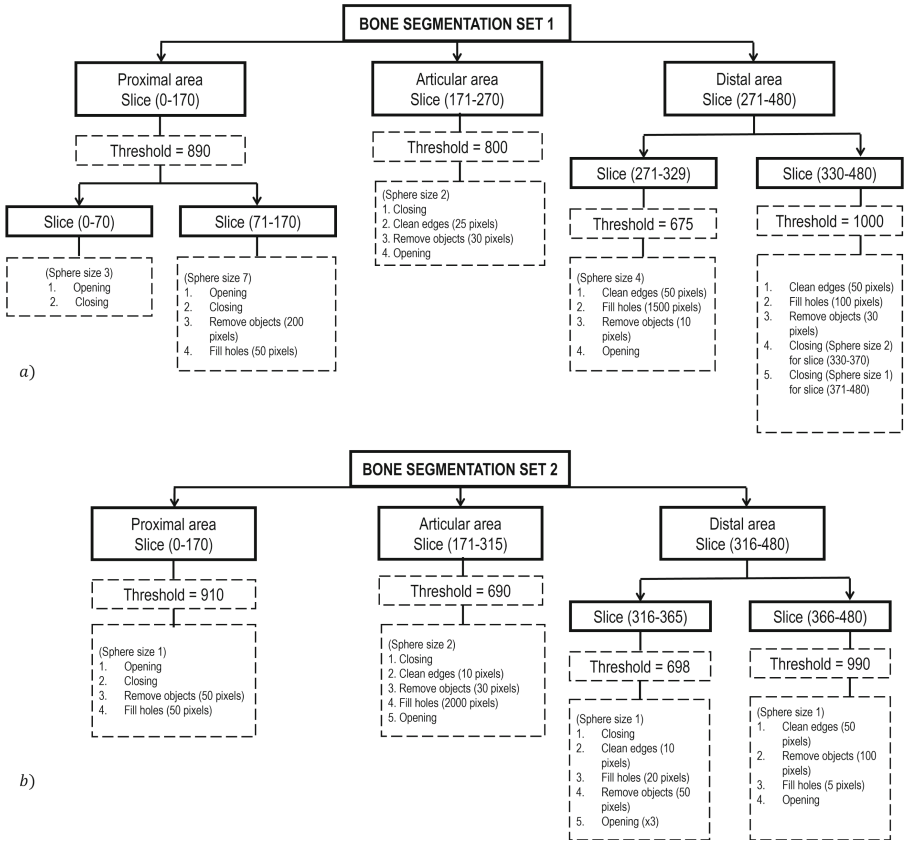 BONE SEGMENTATION SET 1
Proximal area
Slice (0-170)
Threshold = 890
Slice (0-70)
(Sphere size 3)
1. Opening
2. Closing
Slice (71-170)
(Sphere size 7)
1. Opening
2. Closing
3. Remove objects (200
pixels)
4. Fill holes (50 pixels)
Articular area
Slice (171-270)
Threshold = 800
(Sphere size 2)
1. Closing
2. Clean edges (25 pixels)
3. Remove objects (30 pixels)
4. Opening
Distal area
Slice (271-480)
Slice (271-329)
Threshold = 675
(Sphere size 4)
1. Clean edges (50 pixels)
2. Fill holes (1500 pixels)
3. Remove objects (10
pixels)
4. Opening
Slice (330-480)
Threshold = 1000
1. Clean edges (50 pixels)
2. Fill holes (100 pixels)
3. Remove objects (30
pixels)
4. Closing (Sphere size 2)
for slice (330-370)
5. Closing (Sphere size 1)
for slice (371-480)
a)
BONE SEGMENTATION SET 2
Proximal area
Slice (0-170)
Threshold = 910
(Sphere size 1)
1. Opening
2. Closing
3. Remove objects (50 pixels)
4. Fill holes (50 pixels)
Articular area
Slice (171-315)
Threshold = 690
(Sphere size 2)
1. Closing
2. Clean edges (10 pixels)
3. Remove objects (30 pixels)
4. Fill holes (2000 pixels)
5. Opening
Distal area
Slice (316-480)
Slice (316-365)
Threshold = 698
(Sphere size 1)
1. Closing
2. Clean edges (10
pixels)
3. Fill holes (20 pixels)
4. Remove objects (50
pixels)
5. Opening (x3)
Slice (366-480)
Threshold = 990
(Sphere size 1)
1. Clean edges (50
pixels)
2. Remove objects (100
pixels)
3. Fill holes (5 pixels)
4. Opening
b)